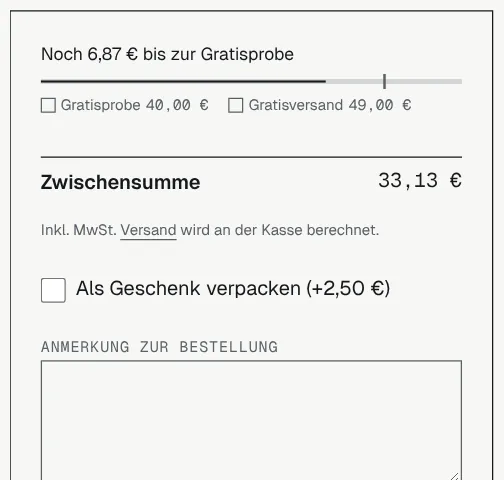 Noch 6,87 € bis zur Gratisprobe
Gratisprobe 40,00 € Gratisversand 49,00 €
Zwischensumme 33,13 €
Inkl. MwSt. Versand wird an der Kasse berechnet.
Als Geschenk verpacken (+2,50 €)
ANMERKUNG ZUR BESTELLUNG